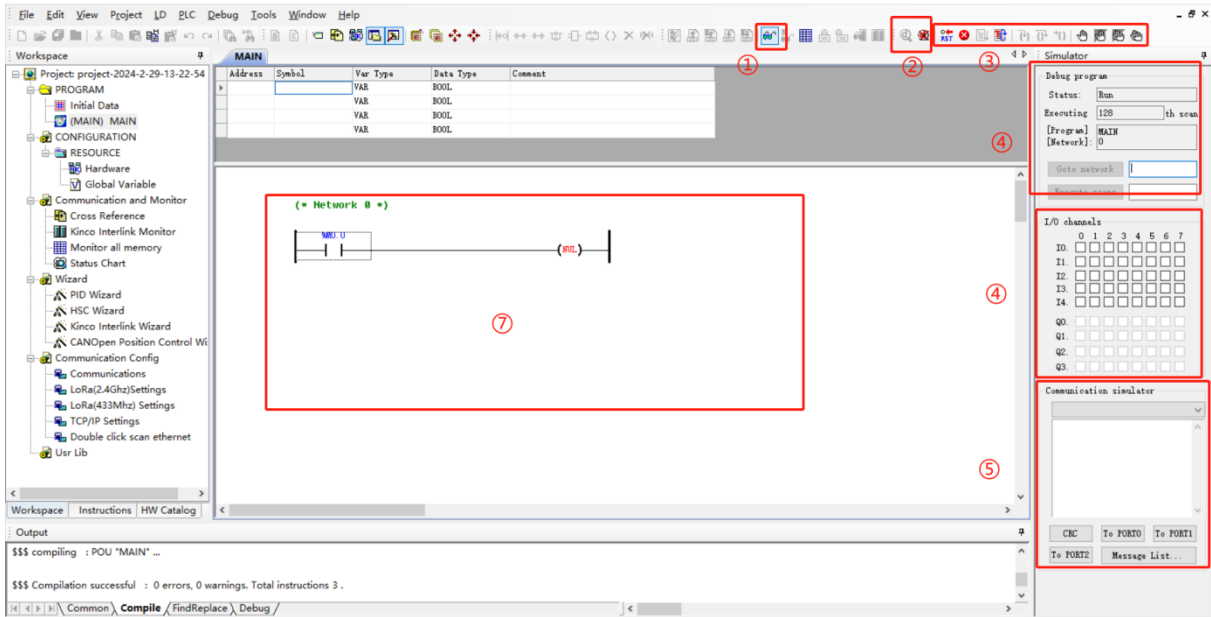 File Edit View Project LD PLC Debug Tools Window Help
①
②
③
Workspace
Project: project-2024-2-29-13-22-54
PROGRAM
Initial Data
(MAIN) MAIN
CONFIGURATION
RESOURCE
Hardware
Global Variable
Communication and Monitor
Cross Reference
Kinco Interlink Monitor
Monitor all memory
Status Chart
Wizard
PID Wizard
HSC Wizard
Kinco Interlink Wizard
CANOpen Position Control Wi
Communication Config
Communications
LoRa(2.4Ghz)Settings
LoRa(433Mhz) Settings
TCP/IP Settings
Double click scan ethernet
Usr Lib
Workspace Instructions HW Catalog
MAIN
Address Symbol Var Type Data Type Comment
VAR BOOL
VAR BOOL
VAR BOOL
VAR BOOL
(* Network 0 *)
%M0.0
(NUL)
⑦
Simulator
Debug program
Status: Run
Executing 128 th scan
[Program] MAIN
[Network]: 0
Goto network
④
I/O channels
0 1 2 3 4 5 6 7
I0.
I1.
I2.
I3.
I4.
Q0.
Q1.
Q2.
Q3.
④
Communication simulator
⑤
CRC To PORT0 To PORT1
To PORT2 Message List...
Output
$$$ compiling : POU "MAIN" ...
$$$ Compilation successful : 0 errors, 0 warnings. Total instructions 3 .
Common Compile FindReplace Debug